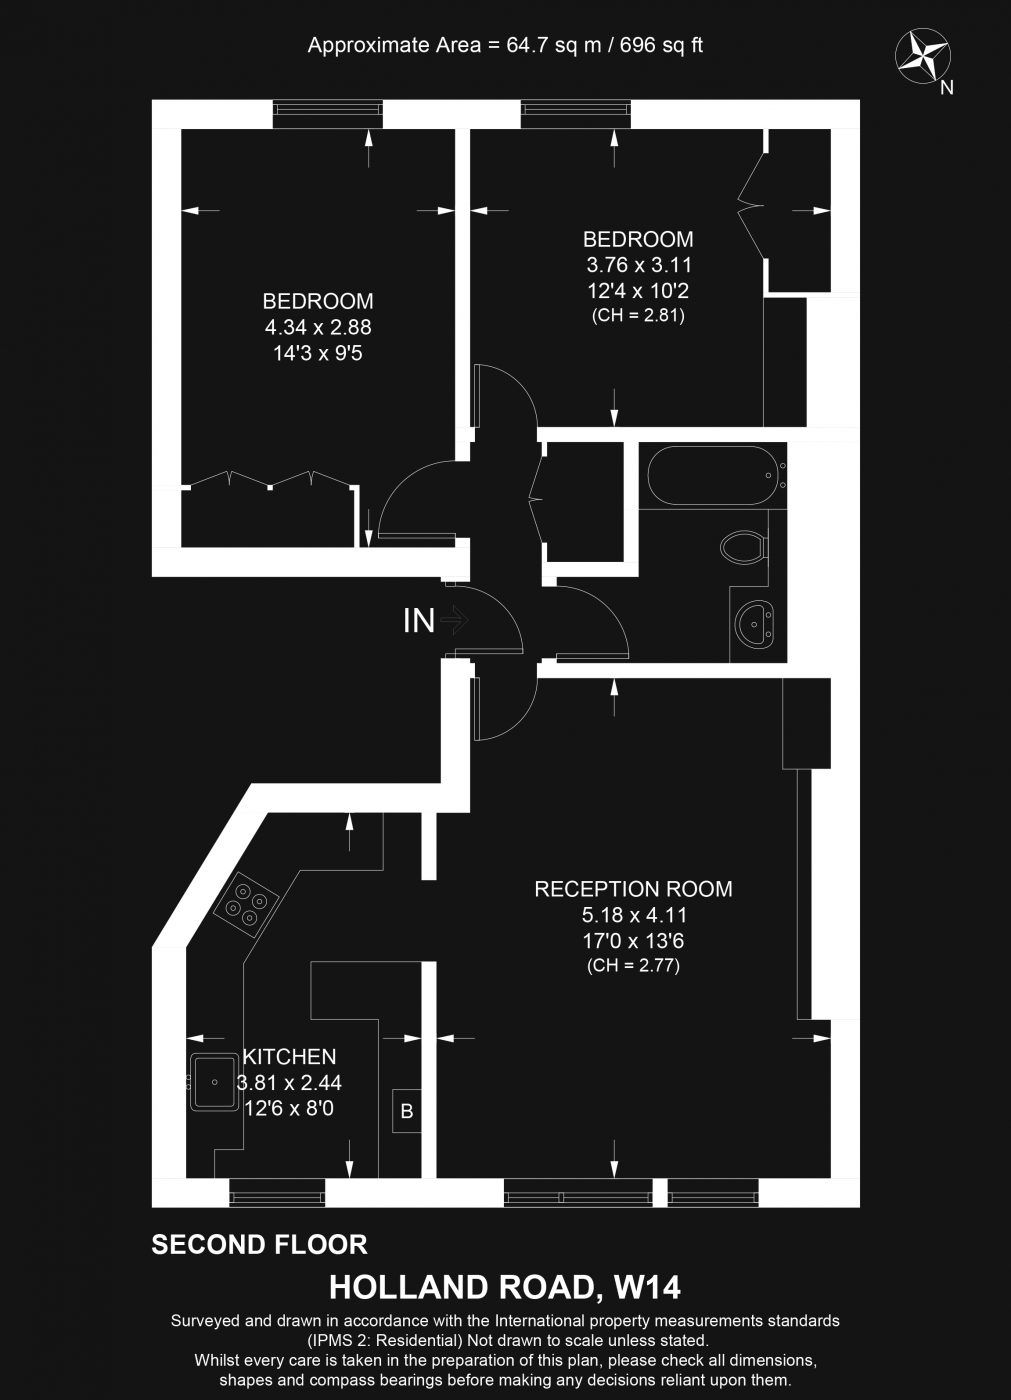 Approximate Area = 64.7 sq m / 696 sq ft
N
BEDROOM
3.76 x 3.11
12'4 x 10'2
(CH = 2.81)
BEDROOM
4.34 x 2.88
14'3 x 9'5
IN
RECEPTION ROOM
5.18 x 4.11
17'0 x 13'6
(CH = 2.77)
KITCHEN
3.81 x 2.44
12'6 x 8'0
B
SECOND FLOOR
HOLLAND ROAD, W14
Surveyed and drawn in accordance with the International property measurements standards
(IPMS 2: Residential) Not drawn to scale unless stated.
Whilst every care is taken in the preparation of this plan, please check all dimensions,
shapes and compass bearings before making any decisions reliant upon them.